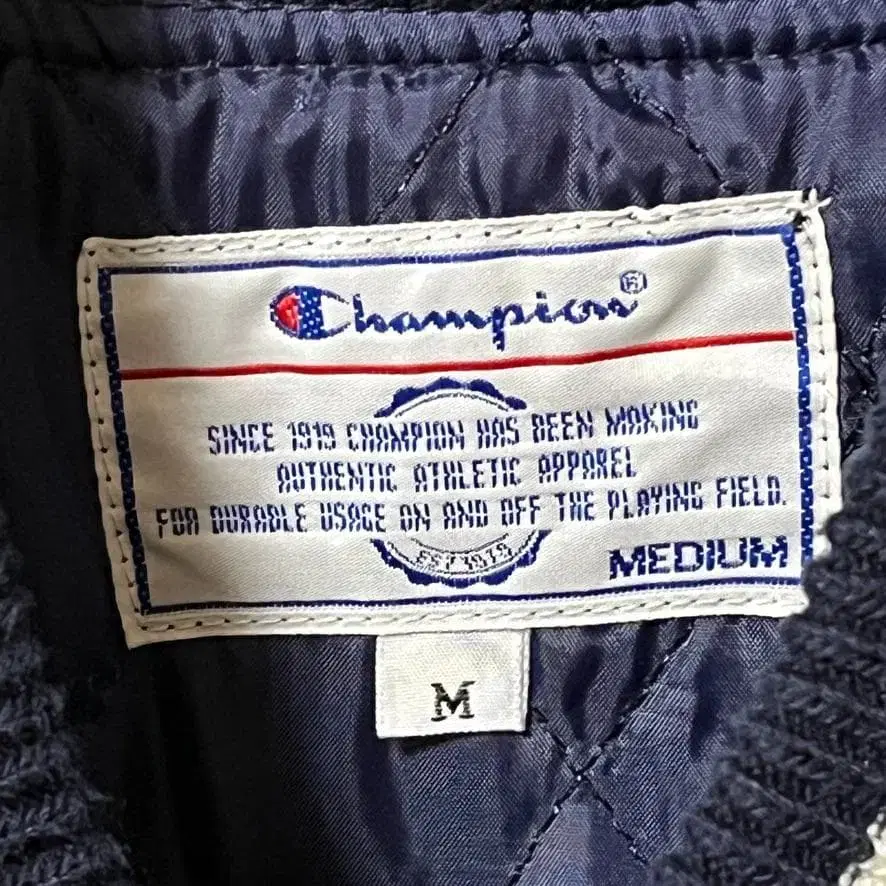 Champion®
SINCE 1919 CHAMPION HAS BEEN MAKING
AUTHENTIC ATHLETIC APPAREL
FOR DURABLE USAGE ON AND OFF THE PLAYING FIELD.
MEDIUM
M